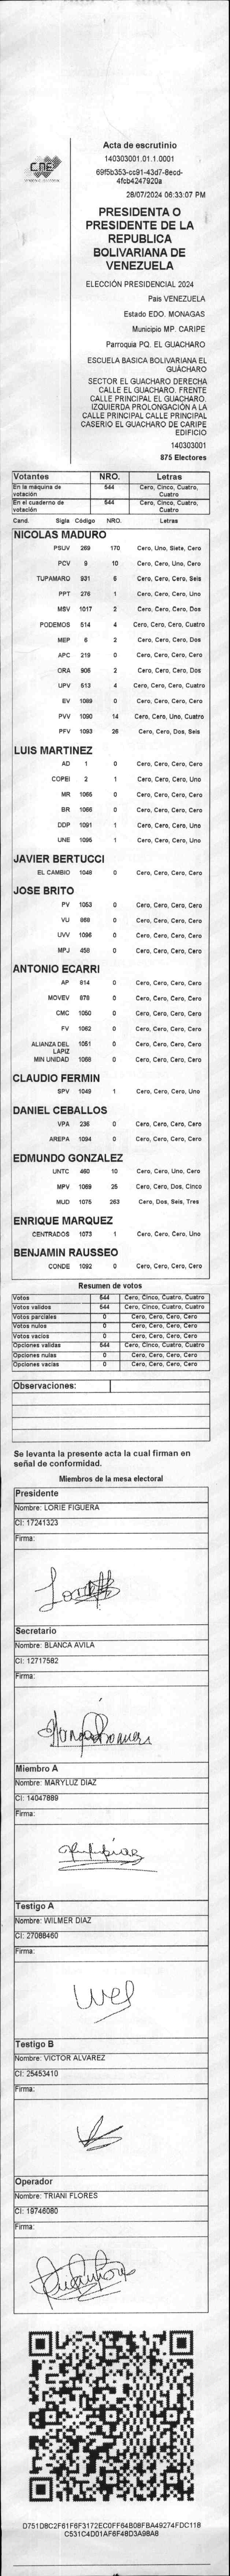 CNE
Acta de escrutinio
140303001.01.1.0001
69f5b353-cc91-43d7-8ecd-
4fcb4247920a
28/07/2024 06:33:07 PM
PRESIDENTA O
PRESIDENTE DE LA
REPUBLICA
BOLIVARIANA DE
VENEZUELA
ELECCIÓN PRESIDENCIAL 2024
Pais VENEZUELA
Estado EDO. MONAGAS
Municipio MP. CARIPE
Parroquia PQ. EL GUACHARO
ESCUELA BASICA BOLIVARIANA EL
GUÁCHARO
SECTOR EL GUACHARO DERECHA
CALLE EL GUACHARO. FRENTE
CALLE PRINCIPAL EL GUACHARO.
IZQUIERDA PROLONGACIÓN A LA
CALLE PRINCIPAL CALLE PRINCIPAL
CASERIO EL GUACHARO DE CARIPE
EDIFICIO
140303001
875 Electores
Votantes NRO. Letras
En la máquina de votación 544 Cero, Cinco, Cuatro, Cuatro
En el cuaderno de votación 544 Cero, Cinco, Cuatro, Cuatro
Cand. Sigla Código NRO. Letras
NICOLAS MADURO
PSUV 269 170 Cero, Uno, Siete, Cero
PCV 9 10 Cero, Cero, Uno, Cero
TUPAMARO 931 6 Cero, Cero, Cero, Seis
PPT 276 1 Cero, Cero, Cero, Uno
MSV 1017 2 Cero, Cero, Cero, Dos
PODEMOS 514 4 Cero, Cero, Cero, Cuatro
MEP 6 2 Cero, Cero, Cero, Dos
APC 219 0 Cero, Cero, Cero, Cero
ORA 906 2 Cero, Cero, Cero, Dos
UPV 513 4 Cero, Cero, Cero, Cuatro
EV 1089 0 Cero, Cero, Cero, Cero
PVV 1090 14 Cero, Cero, Uno, Cuatro
PFV 1093 26 Cero, Cero, Dos, Seis
LUIS MARTINEZ
AD 1 0 Cero, Cero, Cero, Cero
COPEI 2 1 Cero, Cero, Cero, Uno
MR 1065 0 Cero, Cero, Cero, Cero
BR 1086 0 Cero, Cero, Cero, Cero
DDP 1091 1 Cero, Cero, Cero, Uno
UNE 1095 1 Cero, Cero, Cero, Uno
JAVIER BERTUCCI
EL CAMBIO 1048 0 Cero, Cero, Cero, Cero
JOSE BRITO
PV 1053 0 Cero, Cero, Cero, Cero
VU 868 0 Cero, Cero, Cero, Cero
UVV 1096 0 Cero, Cero, Cero, Cero
MPJ 458 0 Cero, Cero, Cero, Cero
ANTONIO ECARRI
AP 814 0 Cero, Cero, Cero, Cero
MOVEV 878 0 Cero, Cero, Cero, Cero
CMC 1050 0 Cero, Cero, Cero, Cero
FV 1062 0 Cero, Cero, Cero, Cero
ALIANZA DEL LAPIZ 1051 0 Cero, Cero, Cero, Cero
MIN UNIDAD 1068 0 Cero, Cero, Cero, Cero
CLAUDIO FERMIN
SPV 1049 1 Cero, Cero, Cero, Uno
DANIEL CEBALLOS
VPA 236 0 Cero, Cero, Cero, Cero
AREPA 1094 0 Cero, Cero, Cero, Cero
EDMUNDO GONZALEZ
UNTC 460 10 Cero, Cero, Uno, Cero
MPV 1069 25 Cero, Cero, Dos, Cinco
MUD 1075 263 Cero, Dos, Seis, Tres
ENRIQUE MARQUEZ
CENTRADOS 1073 1 Cero, Cero, Cero, Uno
BENJAMIN RAUSSEO
CONDE 1092 0 Cero, Cero, Cero, Cero
Resumen de votos
Votos 544 Cero, Cinco, Cuatro, Cuatro
Votos validos 544 Cero, Cinco, Cuatro, Cuatro
Votos parciales 0 Cero, Cero, Cero, Cero
Votos nulos 0 Cero, Cero, Cero, Cero
Votos vacios 0 Cero, Cero, Cero, Cero
Opciones validas 544 Cero, Cinco, Cuatro, Cuatro
Opciones nulas 0 Cero, Cero, Cero, Cero
Opciones vacias 0 Cero, Cero, Cero, Cero
Observaciones:
Se levanta la presente acta la cual firman en
señal de conformidad.
Miembros de la mesa electoral
Presidente
Nombre: LORIE FIGUERA
CI: 17241323
Firma:
Secretario
Nombre: BLANCA AVILA
CI: 12717582
Firma:
Miembro A
Nombre: MARYLUZ DIAZ
CI: 14047889
Firma:
Testigo A
Nombre: WILMER DIAZ
CI: 27088460
Firma:
Testigo B
Nombre: VICTOR ALVAREZ
CI: 25453410
Firma:
Operador
Nombre: TRIANI FLORES
CI: 19746080
Firma:
D751D8C2F61F6F3172EC0FF64B08FBA49274FDC118
C531C4D01AF6F48D3A98A8